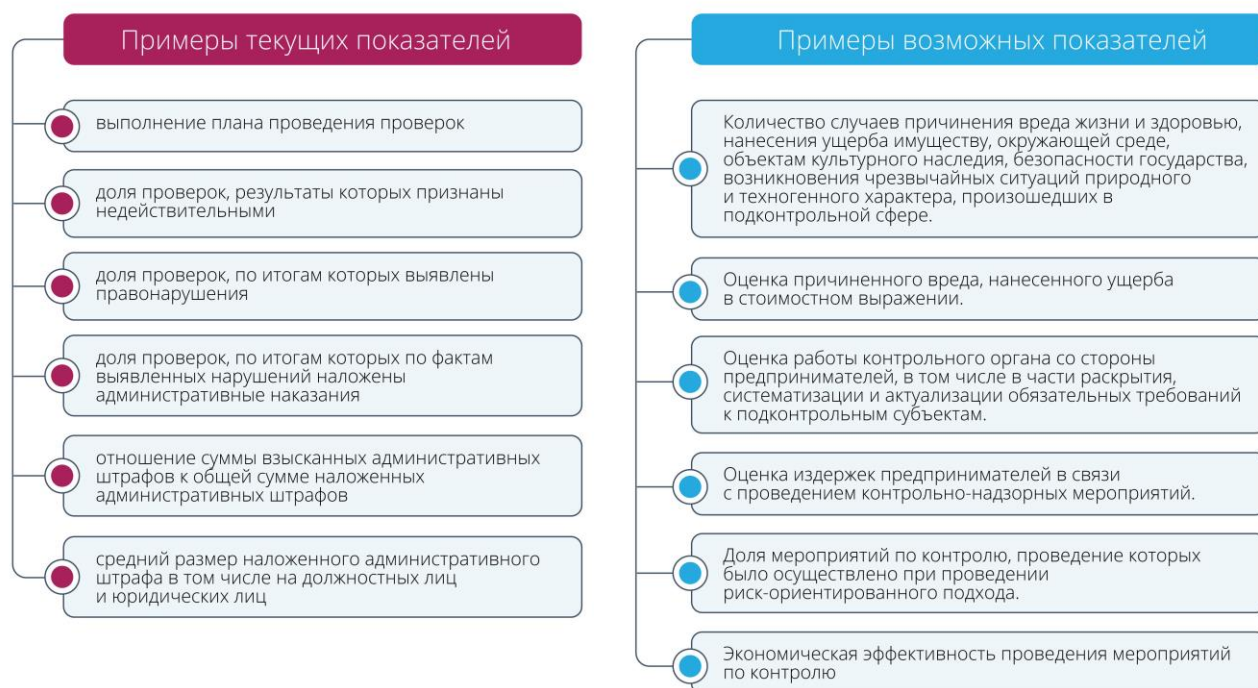 Примеры текущих показателей
выполнение плана проведения проверок
доля проверок, результаты которых признаны
недействительными
доля проверок, по итогам которых выявлены
правонарушения
доля проверок, по итогам которых по фактам
выявленных нарушений наложены
административные наказания
отношение суммы взысканных административных
штрафов к общей сумме наложенных
административных штрафов
средний размер наложенного административного
штрафа в том числе на должностных лиц
и юридических лиц
Примеры возможных показателей
Количество случаев причинения вреда жизни и здоровью,
нанесения ущерба имуществу, окружающей среде,
объектам культурного наследия, безопасности государства,
возникновения чрезвычайных ситуаций природного
и техногенного характера, произошедших в
подконтрольной сфере.
Оценка причиненного вреда, нанесенного ущерба
в стоимостном выражении.
Оценка работы контрольного органа со стороны
предпринимателей, в том числе в части раскрытия,
систематизации и актуализации обязательных требований
к подконтрольным субъектам.
Оценка издержек предпринимателей в связи
с проведением контрольно-надзорных мероприятий.
Доля мероприятий по контролю, проведение которых
было осуществлено при проведении
риск-ориентированного подхода.
Экономическая эффективность проведения мероприятий
по контролю